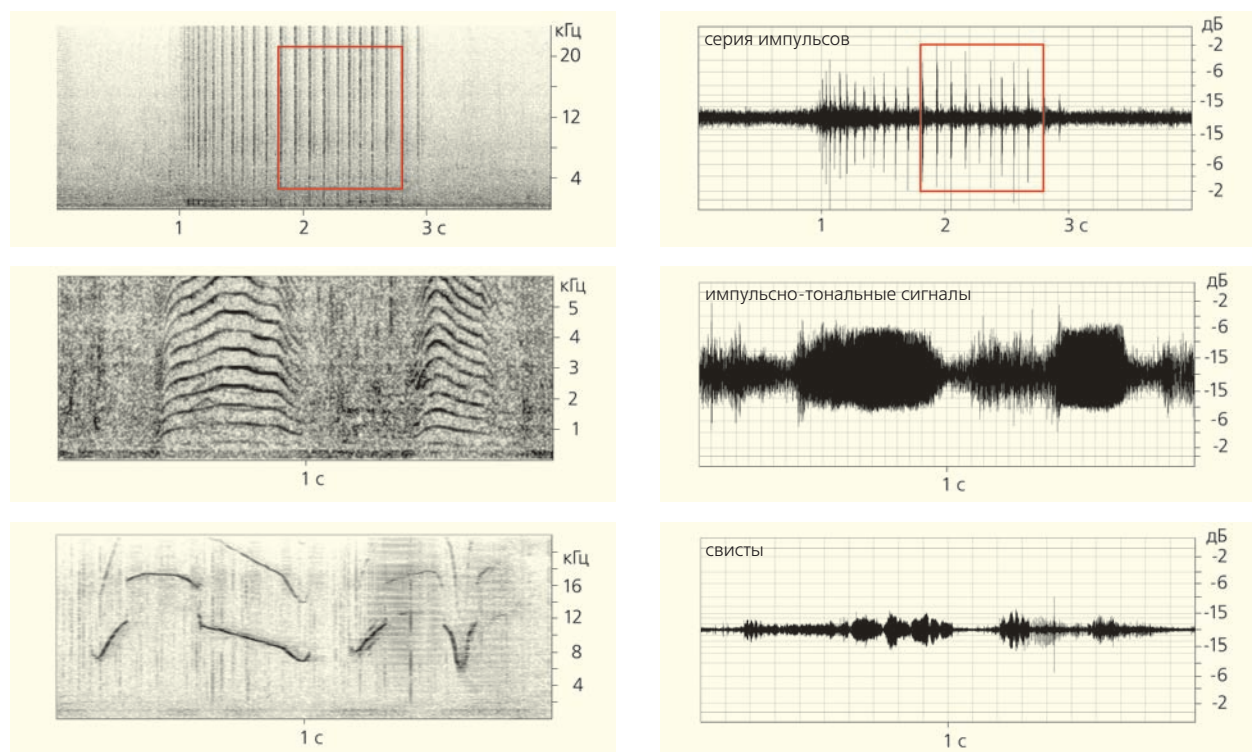 кГц
20
12
4
1 2 3 с
серия импульсов
дБ
-2
-6
-15
-15
-6
-2
1 2 3 с
кГц
5
4
3
2
1
1 с
импульсно-тональные сигналы
дБ
-2
-6
-15
-15
-6
-2
1 с
кГц
16
12
8
4
1 с
свисты
дБ
-2
-6
-15
-15
-6
-2
1 с